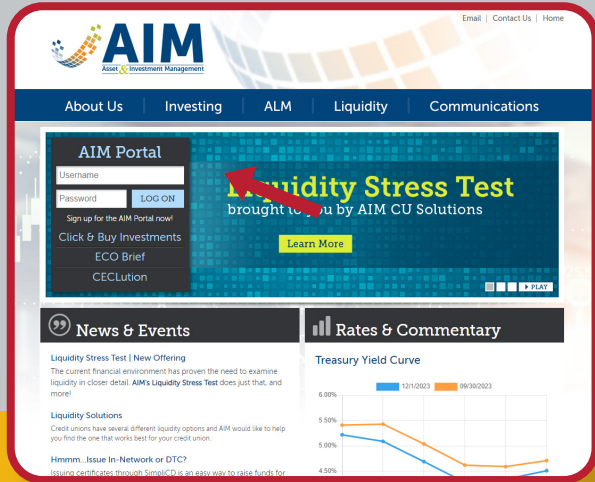 Email | Contact Us | Home
AIM
Asset & Investment Management
About Us | Investing | ALM | Liquidity | Communications
AIM Portal
Username
Password LOG ON
Sign up for the AIM Portal now!
Click & Buy Investments
ECO Brief
CECLution
Liquidity Stress Test
brought to you by AIM CU Solutions
Learn More
PLAY
News & Events
Liquidity Stress Test | New Offering
The current financial environment has proven the need to examine
liquidity in closer detail. AIM's Liquidity Stress Test does just that, and
more!
Liquidity Solutions
Credit unions have several different liquidity options and AIM would like to help
you find the one that works best for your credit union.
Hmmm...Issue In-Network or DTC?
Issuing certificates through SimpliCD is an easy way to raise funds for
Rates & Commentary
Treasury Yield Curve
12/1/2023 09/30/2023
6.00%
5.50%
5.00%
4.50%